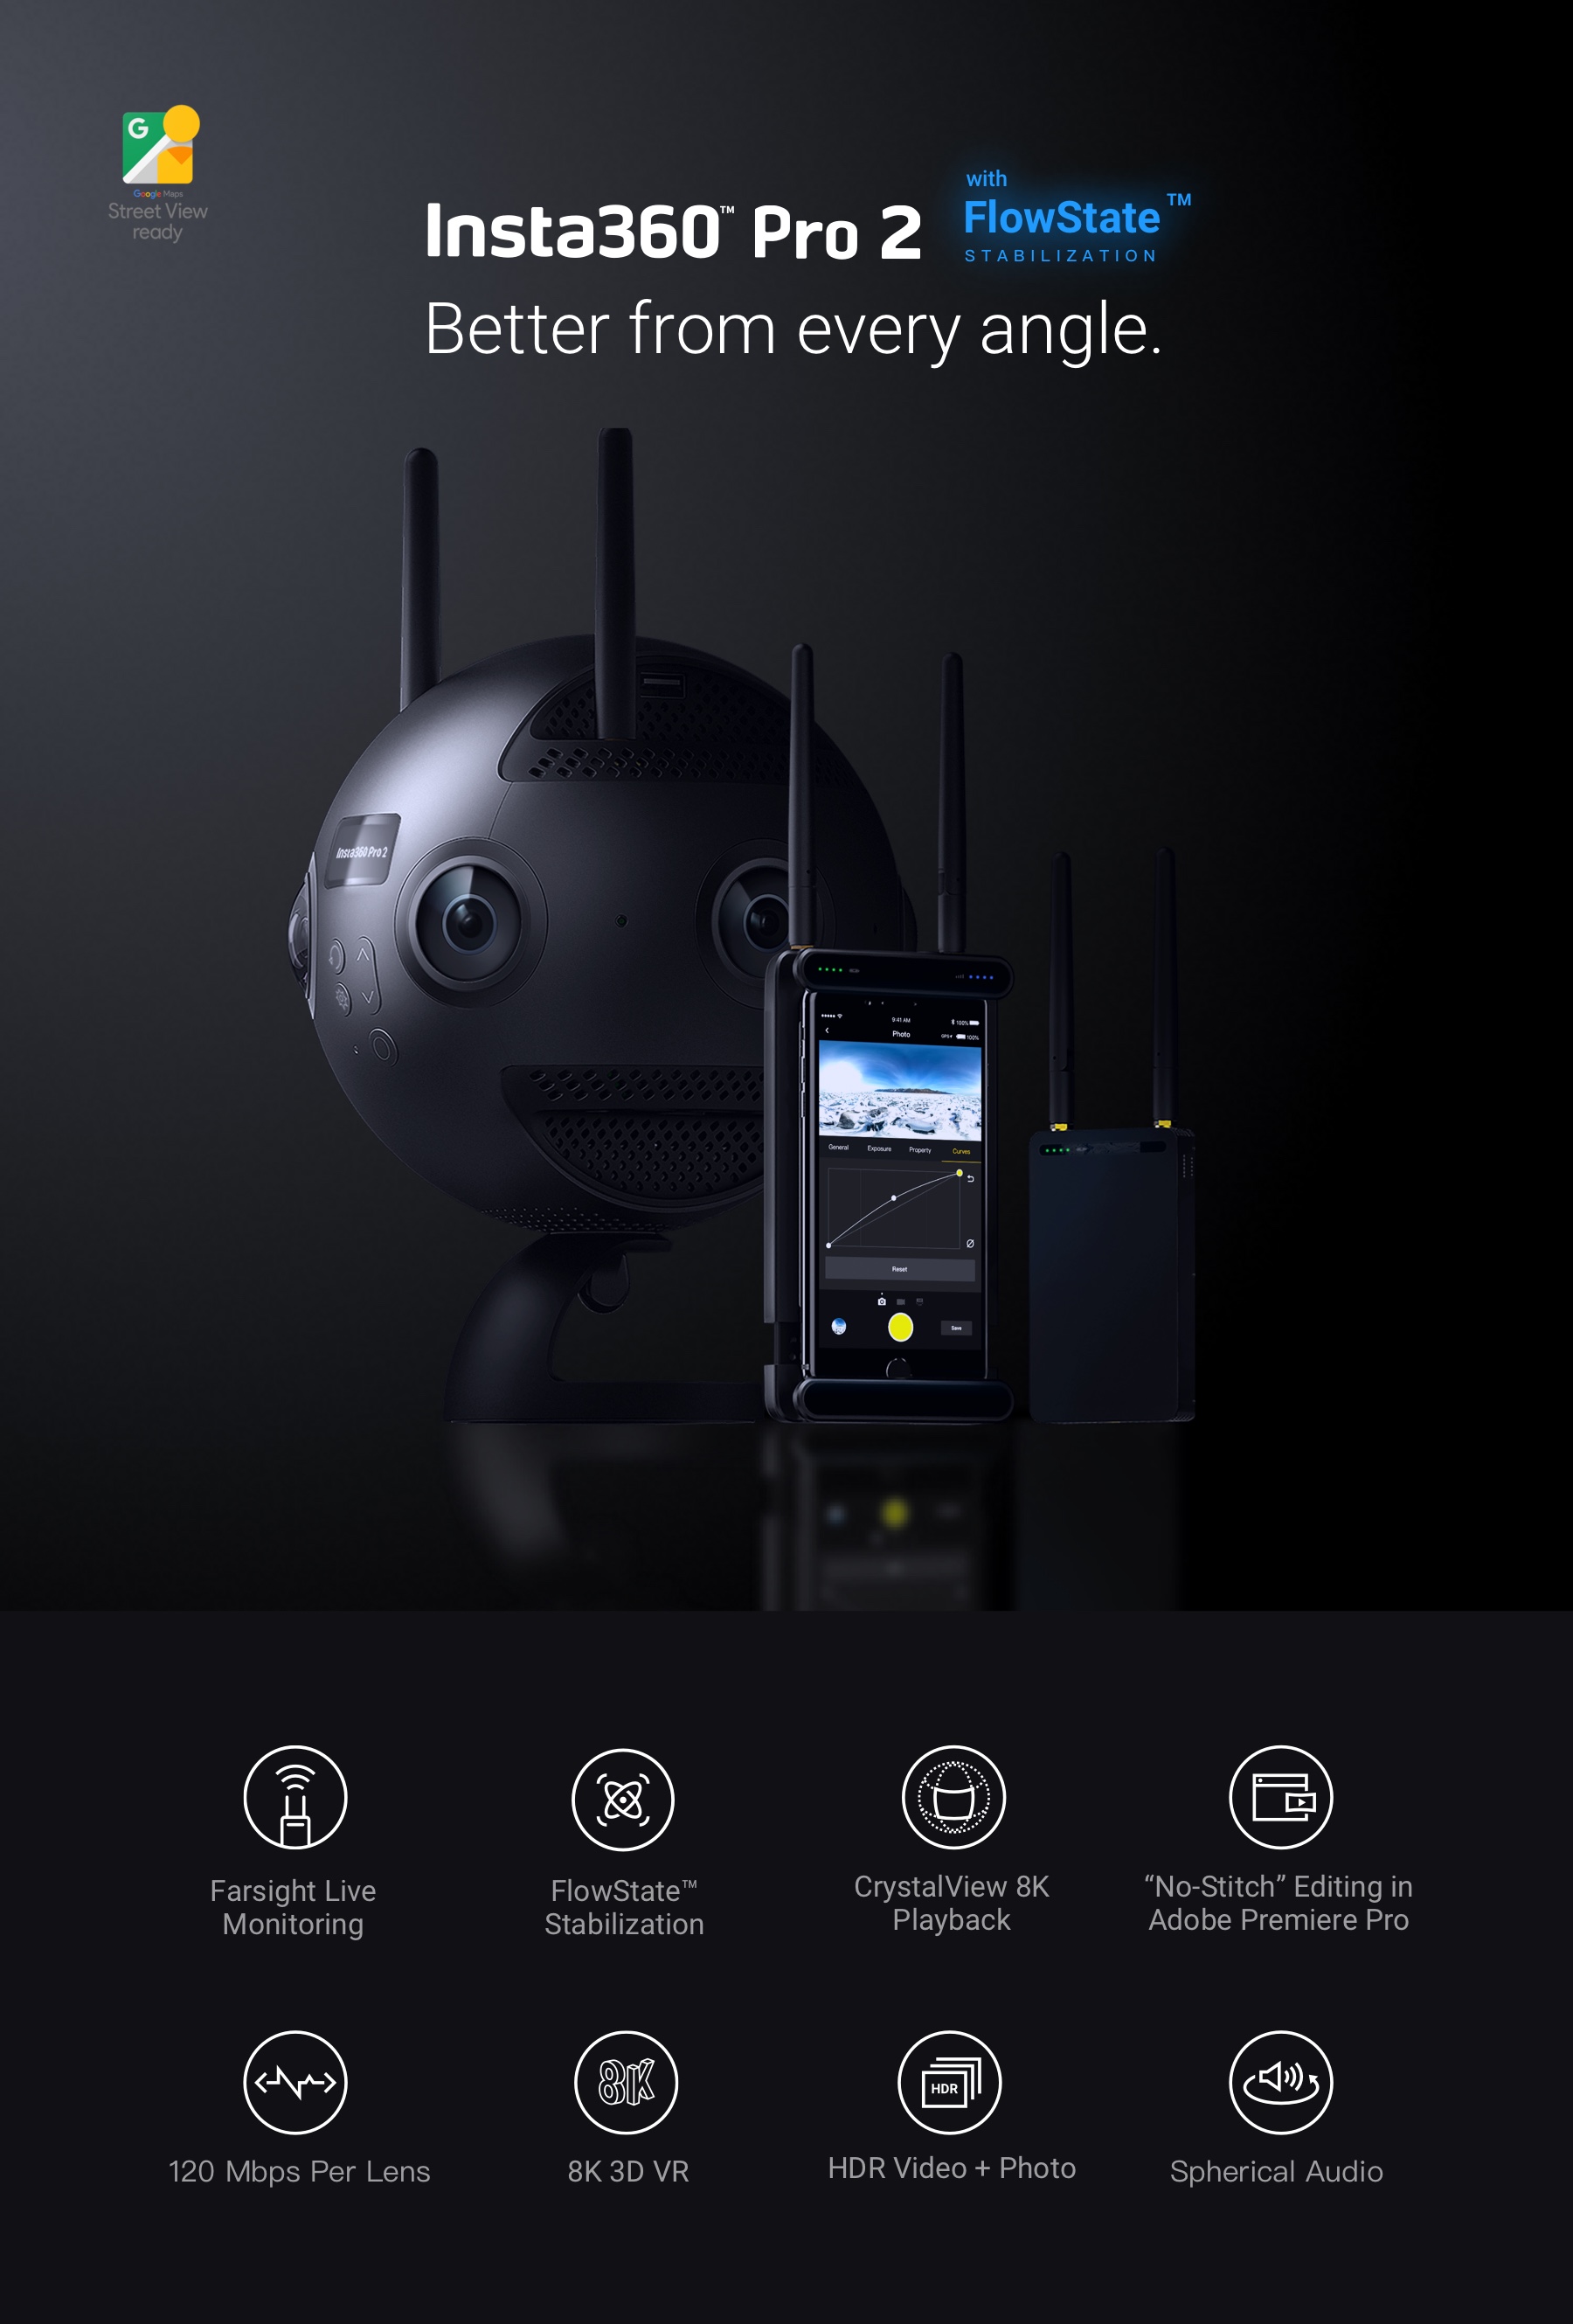 G
Google Maps
Street View
ready
with
Insta360™ Pro 2
FlowState™
STABILIZATION
Better from every angle.
Insta360 Pro 2
9:41 AM
100%
Photo
100%
General Exposure Property Curves
Reset
Save
Farsight Live
Monitoring
FlowState™
Stabilization
CrystalView 8K
Playback
“No-Stitch” Editing in
Adobe Premiere Pro
8K
HDR
120 Mbps Per Lens
8K 3D VR
HDR Video + Photo
Spherical Audio